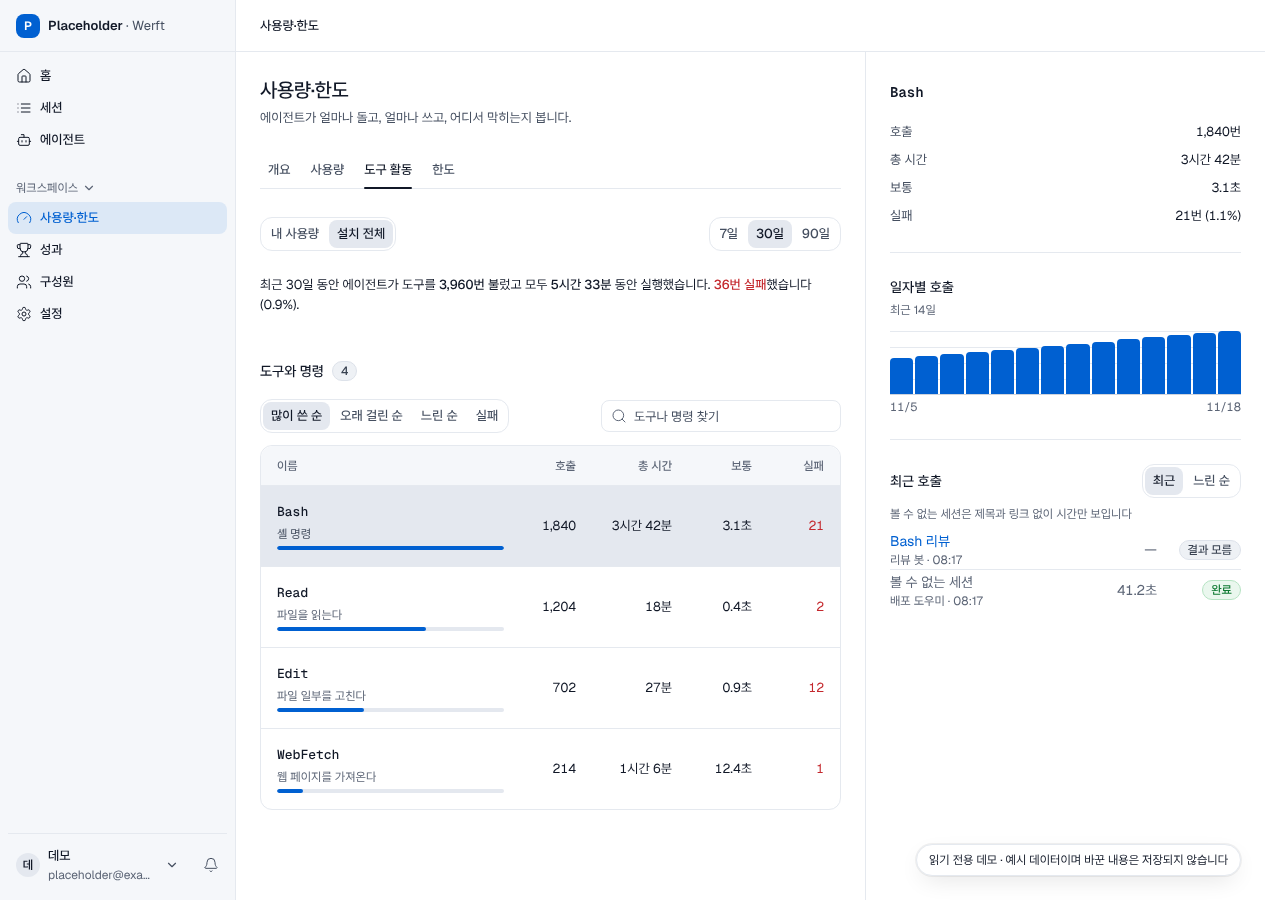 P Placeholder · Werft
홈
세션
에이전트
워크스페이스
사용량·한도
성과
구성원
설정
데 데모
placeholder@exa…
사용량·한도
사용량·한도
에이전트가 얼마나 돌고, 얼마나 쓰고, 어디서 막히는지 봅니다.
개요 사용량 도구 활동 한도
내 사용량 설치 전체 7일 30일 90일
최근 30일 동안 에이전트가 도구를 3,960번 불렀고 모두 5시간 33분 동안 실행했습니다. 36번 실패했습니다
(0.9%).
도구와 명령 4
많이 쓴 순 오래 걸린 순 느린 순 실패 도구나 명령 찾기
이름 호출 총 시간 보통 실패
Bash
셸 명령
1,840 3시간 42분 3.1초 21
Read
파일을 읽는다
1,204 18분 0.4초 2
Edit
파일 일부를 고친다
702 27분 0.9초 12
WebFetch
웹 페이지를 가져온다
214 1시간 6분 12.4초 1
Bash
호출 1,840번
총 시간 3시간 42분
보통 3.1초
실패 21번 (1.1%)
일자별 호출
최근 14일
11/5 11/18
최근 호출 최근 느린 순
볼 수 없는 세션은 제목과 링크 없이 시간만 보입니다
Bash 리뷰
리뷰 봇 · 08:17
— 결과 모름
볼 수 없는 세션
배포 도우미 · 08:17
41.2초 완료
읽기 전용 데모 · 예시 데이터이며 바꾼 내용은 저장되지 않습니다